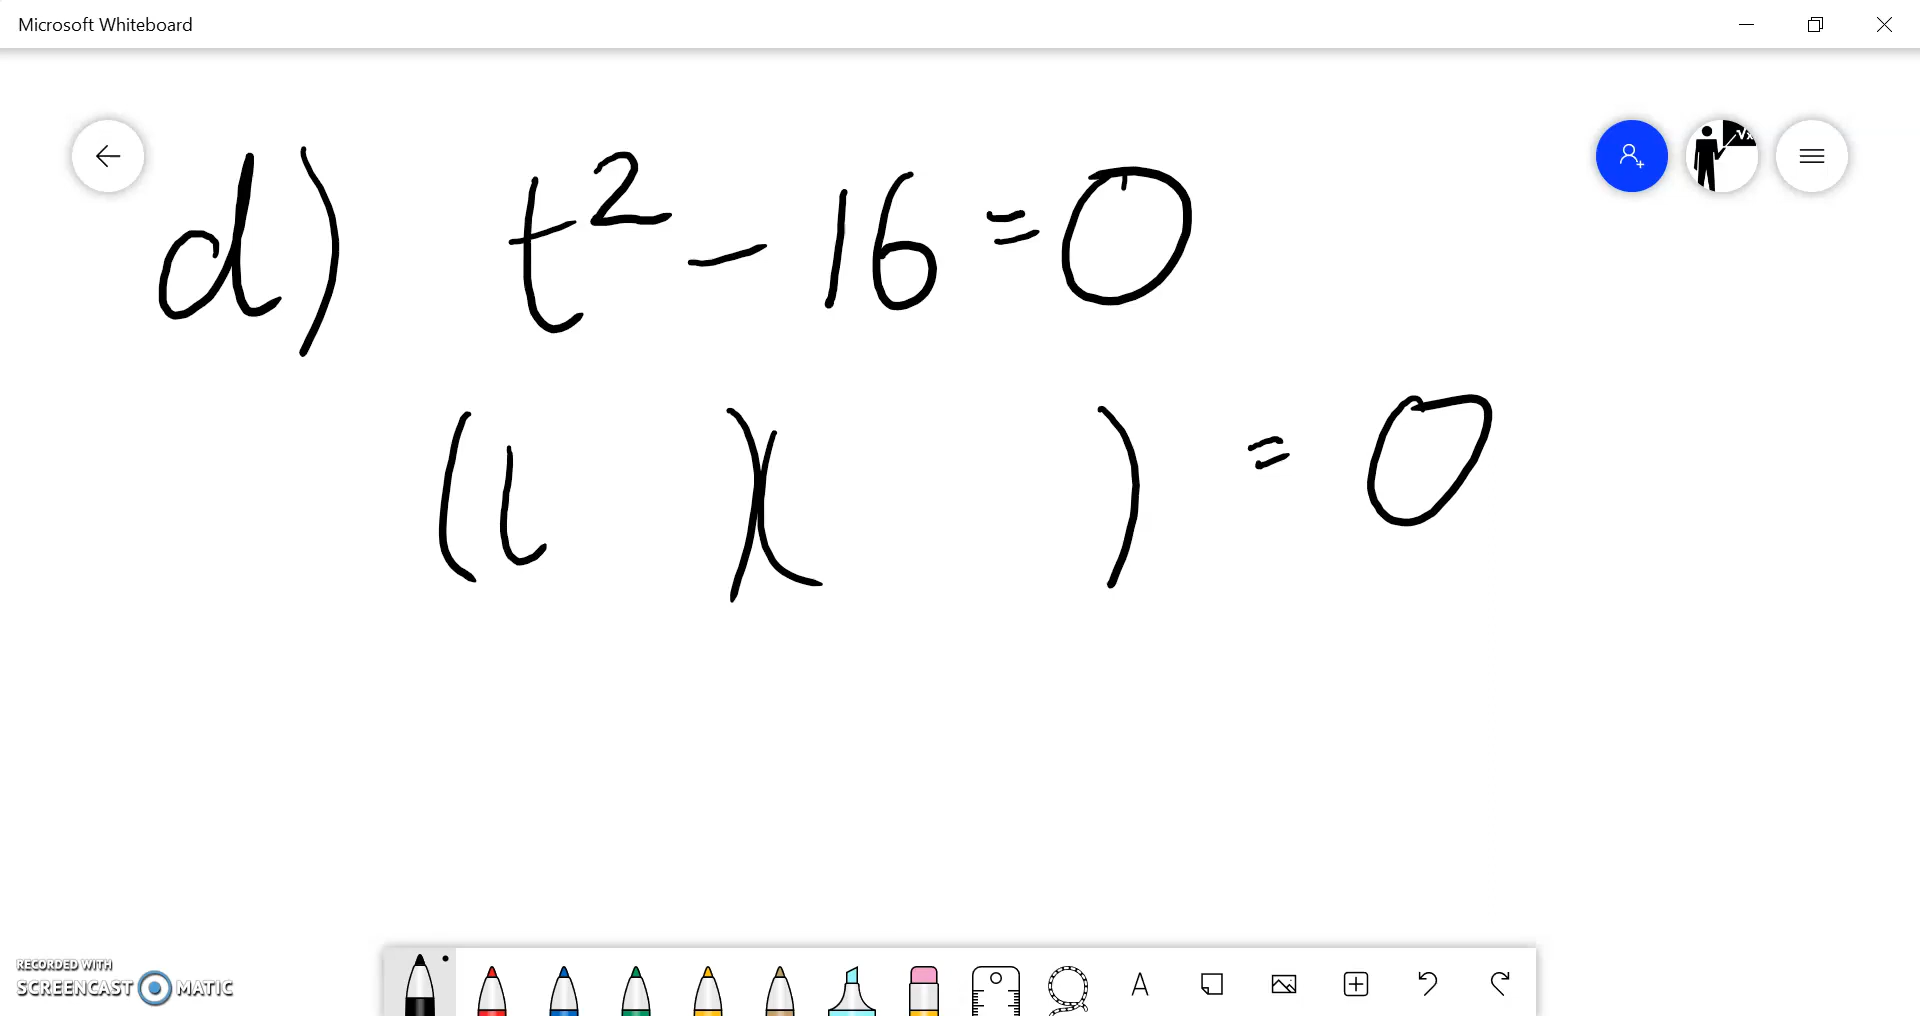 Microsoft Whiteboard
√x
d) t² - 16 = 0
(t )( ) = 0
RECORDED WITH
SCREENCAST MATIC
A